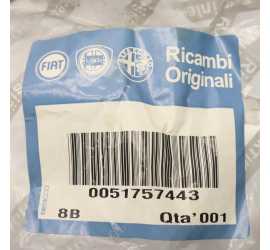 FIAT
Ricambi
Originali
0051757443
8B Qta'001